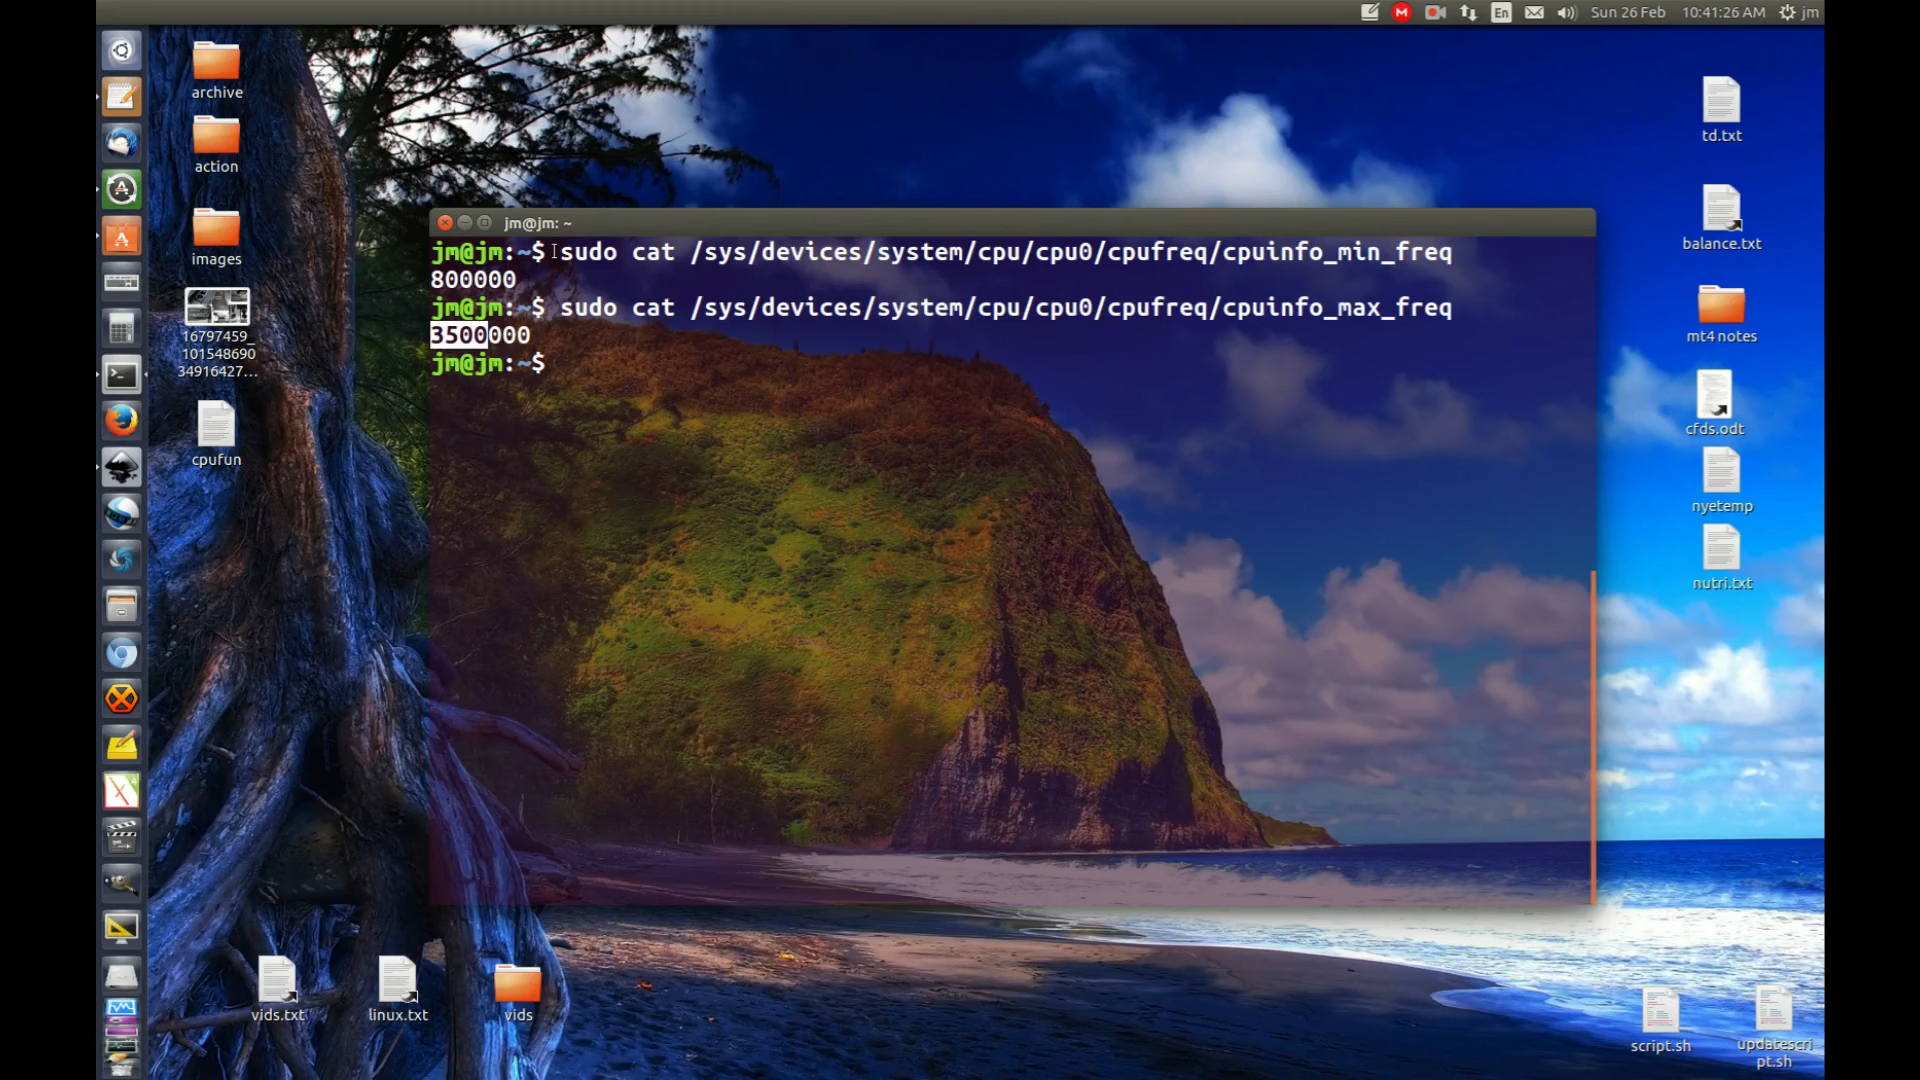 En
Sun 26 Feb
10:41:26 AM
jm
archive
action
images
16797459_
101548690
34916427...
cpufun
td.txt
balance.txt
mt4 notes
cfds.odt
nyetemp
nutri.txt
jm@jm: ~
jm@jm:~$ sudo cat /sys/devices/system/cpu/cpu0/cpufreq/cpuinfo_min_freq
800000
jm@jm:~$ sudo cat /sys/devices/system/cpu/cpu0/cpufreq/cpuinfo_max_freq
3500000
jm@jm:~$
vids.txt
linux.txt
vids
script.sh
updatescri
pt.sh